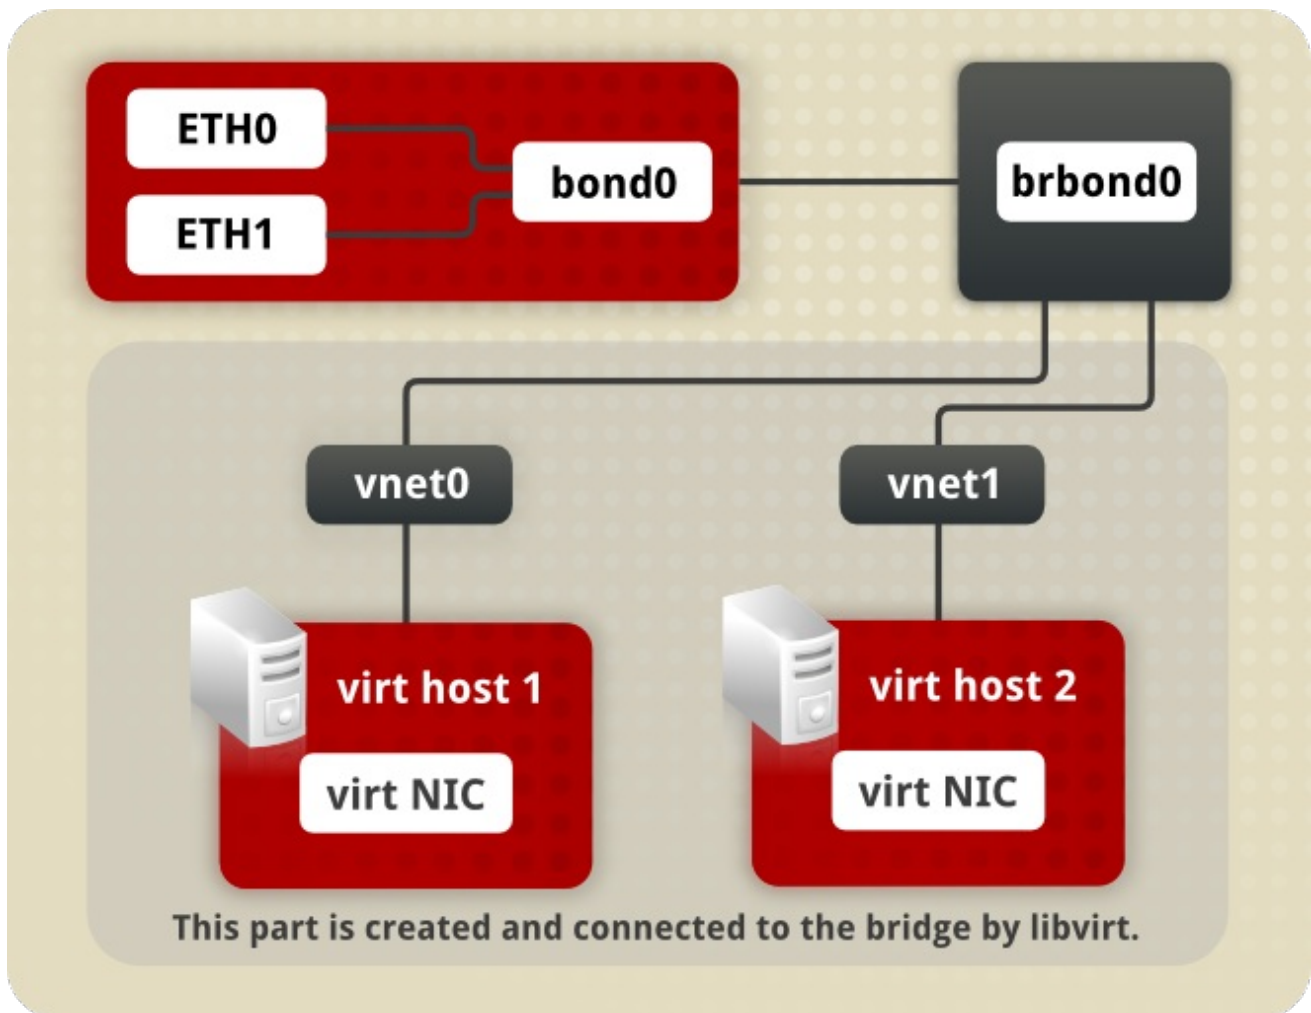 ETH0
ETH1
bond0
brbond0
vnet0
vnet1
virt host 1
virt NIC
virt host 2
virt NIC
This part is created and connected to the bridge by libvirt.